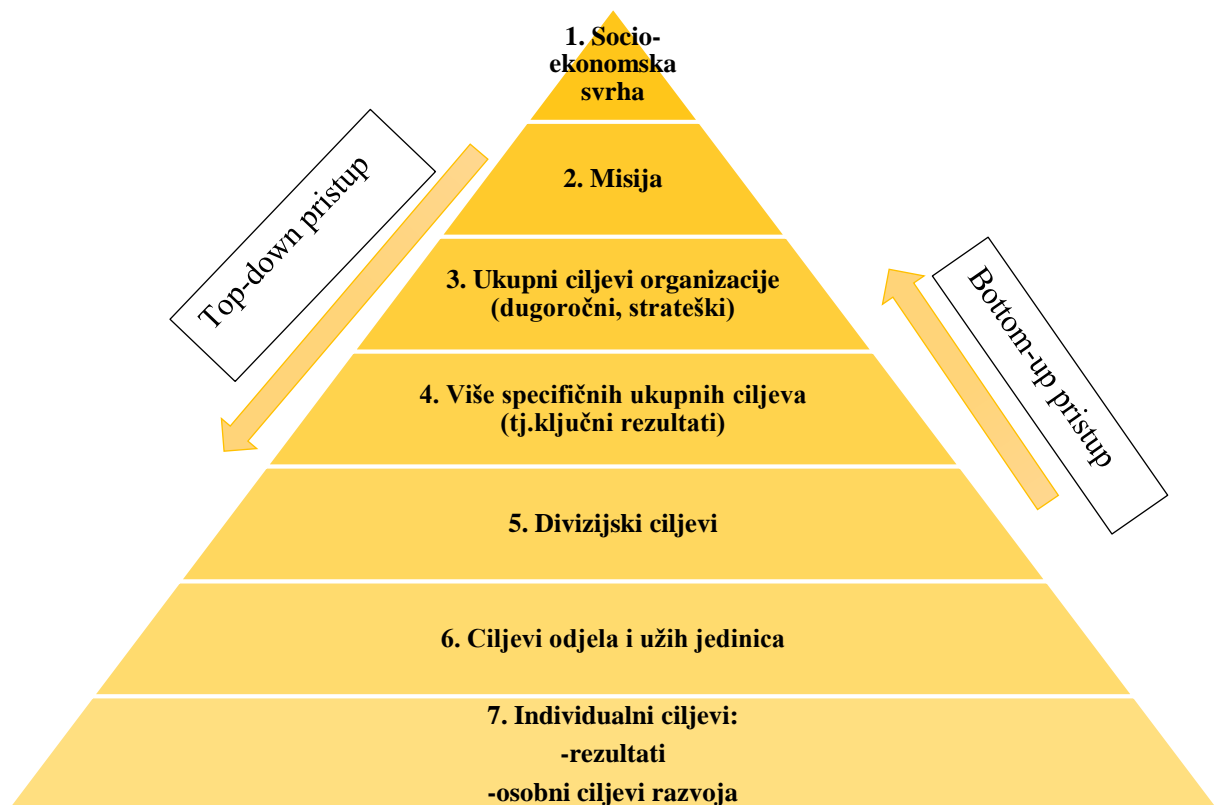 1. Socio-
ekonomska
svrha
2. Misija
3. Ukupni ciljevi organizacije
(dugoročni, strateški)
4. Više specifičnih ukupnih ciljeva
(tj.ključni rezultati)
5. Divizijski ciljevi
6. Ciljevi odjela i užih jedinica
7. Individualni ciljevi:
-rezultati
-osobni ciljevi razvoja
Top-down pristup
Bottom-up pristup